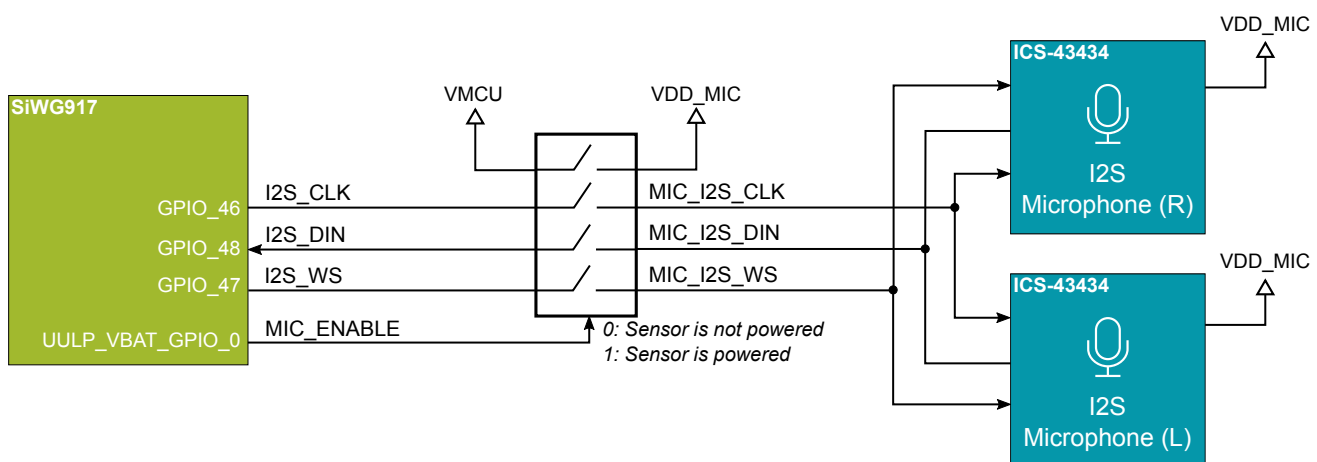 SiWG917
GPIO_46
GPIO_48
GPIO_47
UULP_VBAT_GPIO_0
I2S_CLK
I2S_DIN
I2S_WS
MIC_ENABLE
VMCU
VDD_MIC
MIC_I2S_CLK
MIC_I2S_DIN
MIC_I2S_WS
0: Sensor is not powered
1: Sensor is powered
ICS-43434
I2S
Microphone (R)
VDD_MIC
ICS-43434
I2S
Microphone (L)
VDD_MIC